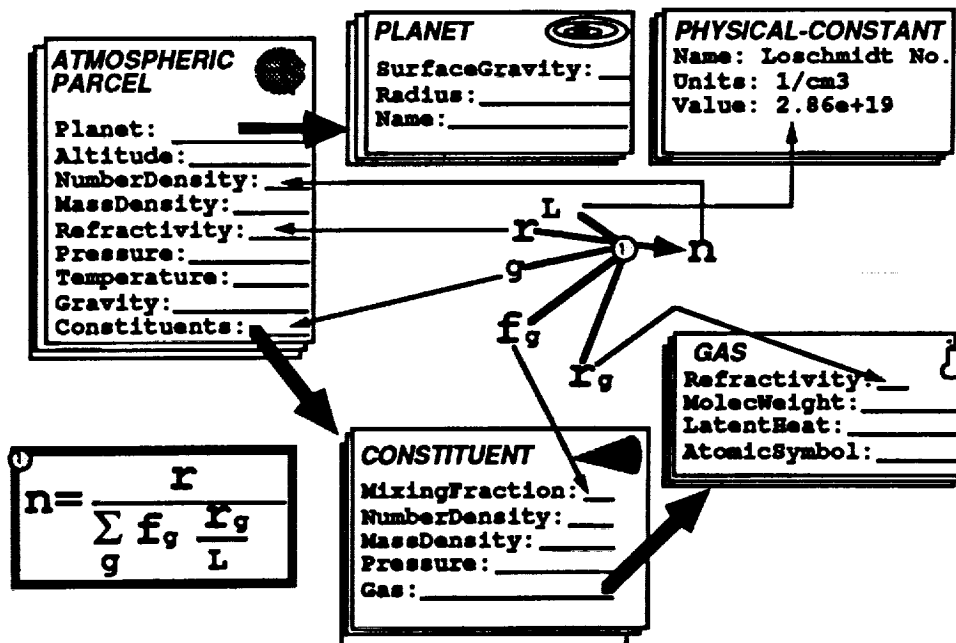 ATMOSPHERIC
PARCEL
Planet:
Altitude:
NumberDensity:
MassDensity:
Refractivity:
Pressure:
Temperature:
Gravity:
Constituents:
PLANET
SurfaceGravity:
Radius:
Name:
PHYSICAL-CONSTANT
Name: Loschmidt No.
Units: 1/cm3
Value: 2.86e+19
L
r
g
f g
r g
1
n
GAS
Refractivity:
MolecWeight:
LatentHeat:
AtomicSymbol:
CONSTITUENT
MixingFraction:
NumberDensity:
MassDensity:
Pressure:
Gas:
1
n= r
Σ g f g r g
L